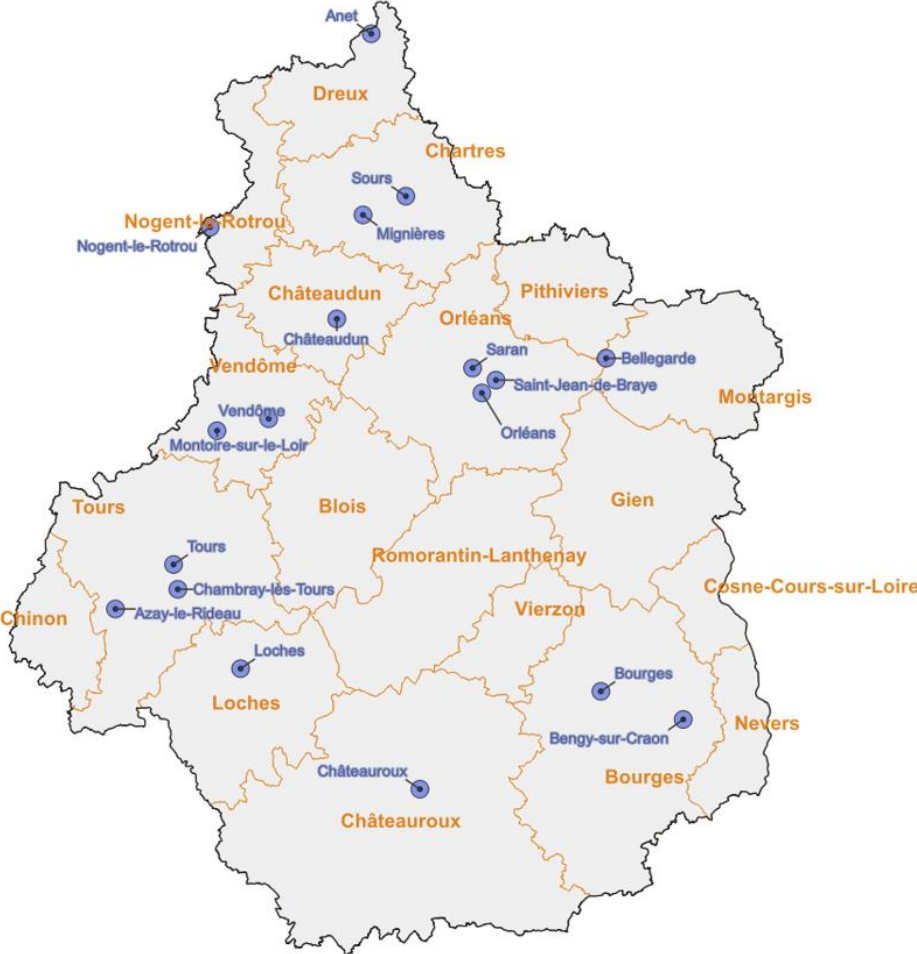 Anet
Dreux
Chartres
Sours
Nogent-le-Rotrou
Mignières
Nogent-le-Rotrou
Châteaudun
Pithiviers
Orléans
Châteaudun
Saran
Bellegarde
Vendôme
Saint-Jean-de-Braye
Montargis
Vendôme
Orléans
Montoire-sur-le-Loir
Gien
Tours
Blois
Tours
Romorantin-Lanthenay
Chambray-lès-Tours
Cosne-Cours-sur-Loire
Azay-le-Rideau
Vierzon
Chinon
Loches
Bourges
Loches
Nevers
Bengy-sur-Craon
Châteauroux
Bourges
Châteauroux